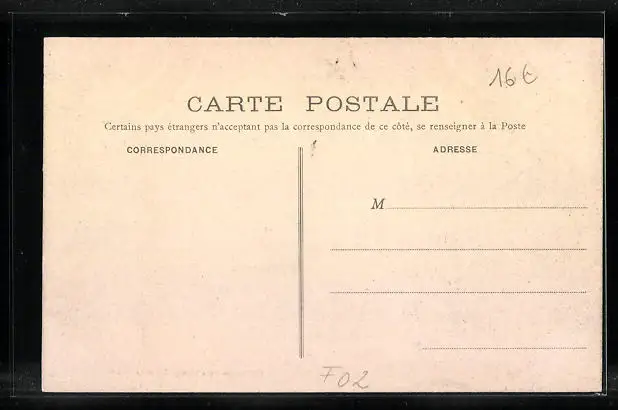 16€
CARTE POSTALE
Certains pays étrangers n'acceptant pas la correspondance de ce côté, se renseigner à la Poste
CORRESPONDANCE
ADRESSE
M
F02